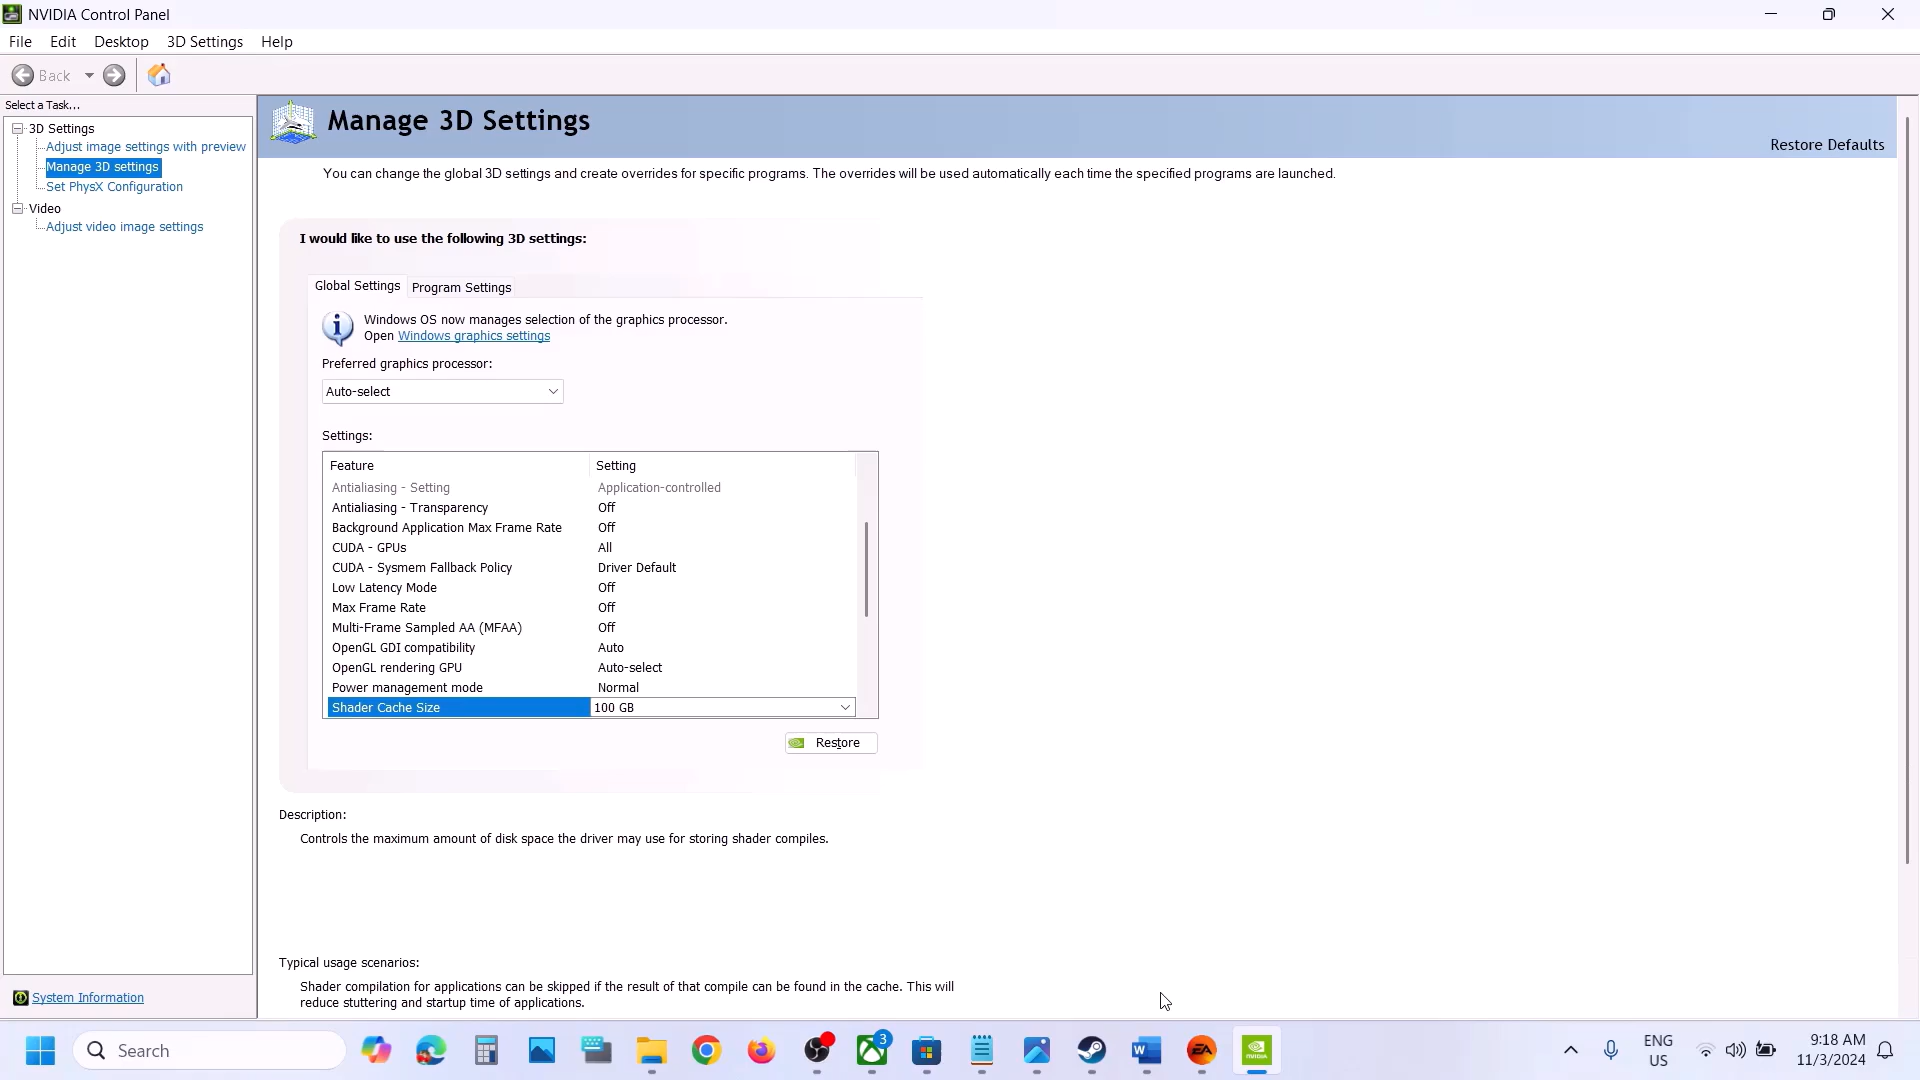 NVIDIA Control Panel
File Edit Desktop 3D Settings Help
Back
Select a Task...
3D Settings
Adjust image settings with preview
Manage 3D settings
Set PhysX Configuration
Video
Adjust video image settings
System Information
Manage 3D Settings
Restore Defaults
You can change the global 3D settings and create overrides for specific programs. The overrides will be used automatically each time the specified programs are launched.
I would like to use the following 3D settings:
Global Settings Program Settings
Windows OS now manages selection of the graphics processor.
Open Windows graphics settings
Preferred graphics processor:
Auto-select
Settings:
Feature Setting
Antialiasing - Setting Application-controlled
Antialiasing - Transparency Off
Background Application Max Frame Rate Off
CUDA - GPUs All
CUDA - Sysmem Fallback Policy Driver Default
Low Latency Mode Off
Max Frame Rate Off
Multi-Frame Sampled AA (MFAA) Off
OpenGL GDI compatibility Auto
OpenGL rendering GPU Auto-select
Power management mode Normal
Shader Cache Size 100 GB
Restore
Description:
Controls the maximum amount of disk space the driver may use for storing shader compiles.
Typical usage scenarios:
Shader compilation for applications can be skipped if the result of that compile can be found in the cache. This will
reduce stuttering and startup time of applications.
Search
3
W
EA
NVIDIA
ENG
US
9:18 AM
11/3/2024